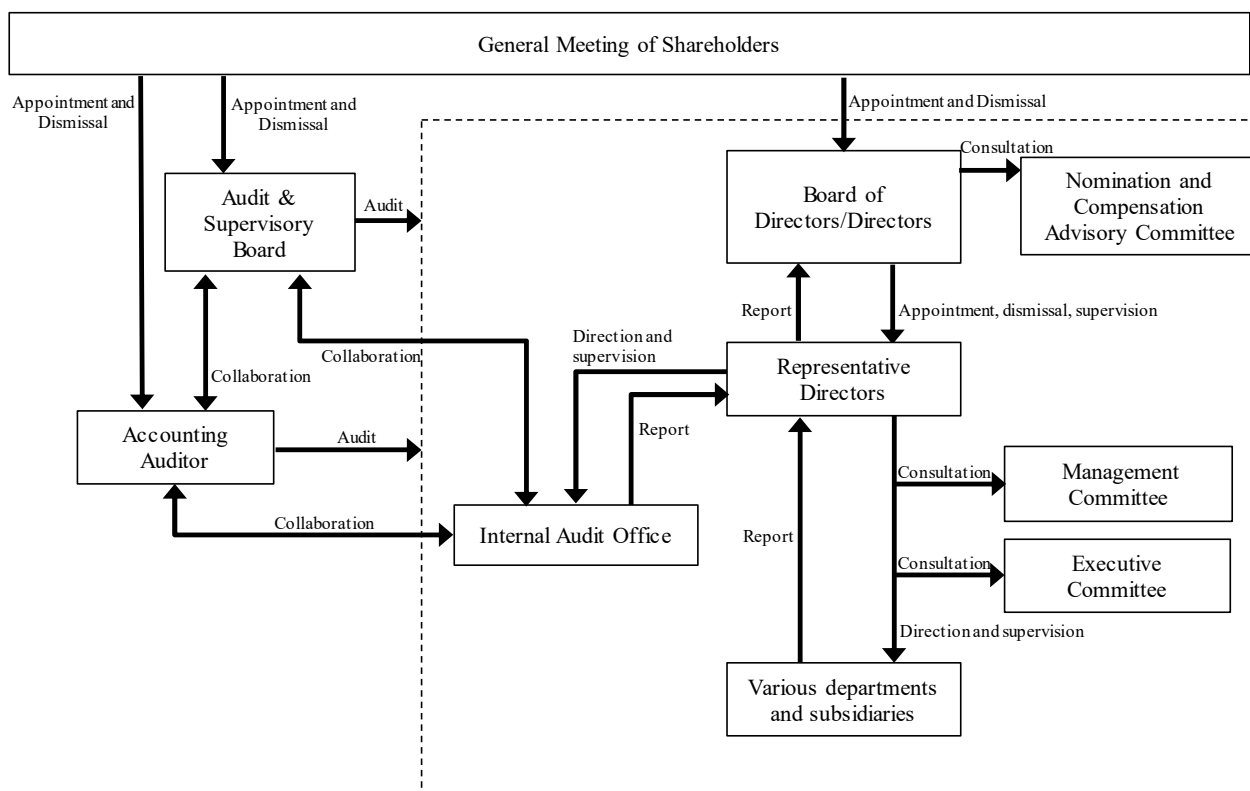 General Meeting of Shareholders
Appointment and
Dismissal
Appointment and
Dismissal
Appointment and Dismissal
Consultation
Audit &
Supervisory
Board
Audit
Board of
Directors/Directors
Nomination and
Compensation
Advisory Committee
Report
Appointment, dismissal, supervision
Collaboration
Direction and
supervision
Collaboration
Representative
Directors
Accounting
Auditor
Audit
Report
Consultation
Management
Committee
Collaboration
Internal Audit Office
Report
Consultation
Executive
Committee
Direction and supervision
Various departments
and subsidiaries